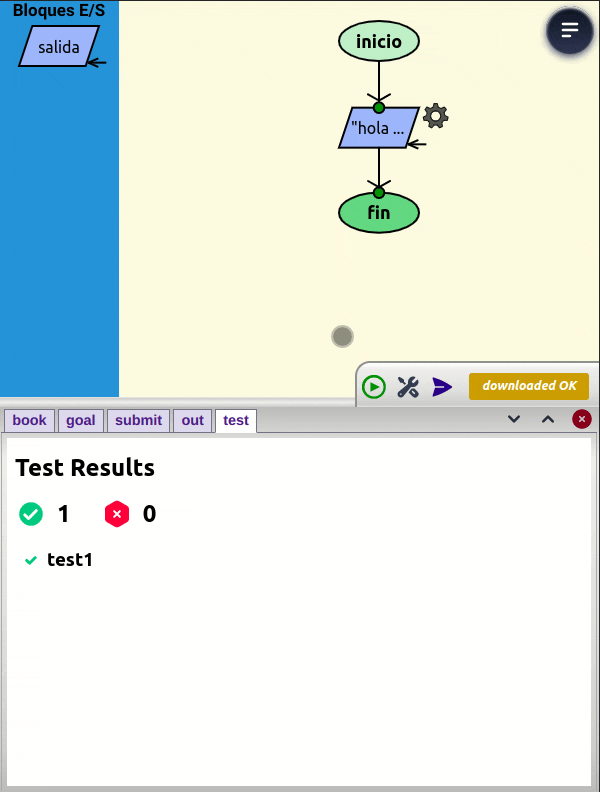 Bloques E/S
salida
inicio
"hola ...
fin
downloaded OK
book goal submit out test
Test Results
1 0
test1